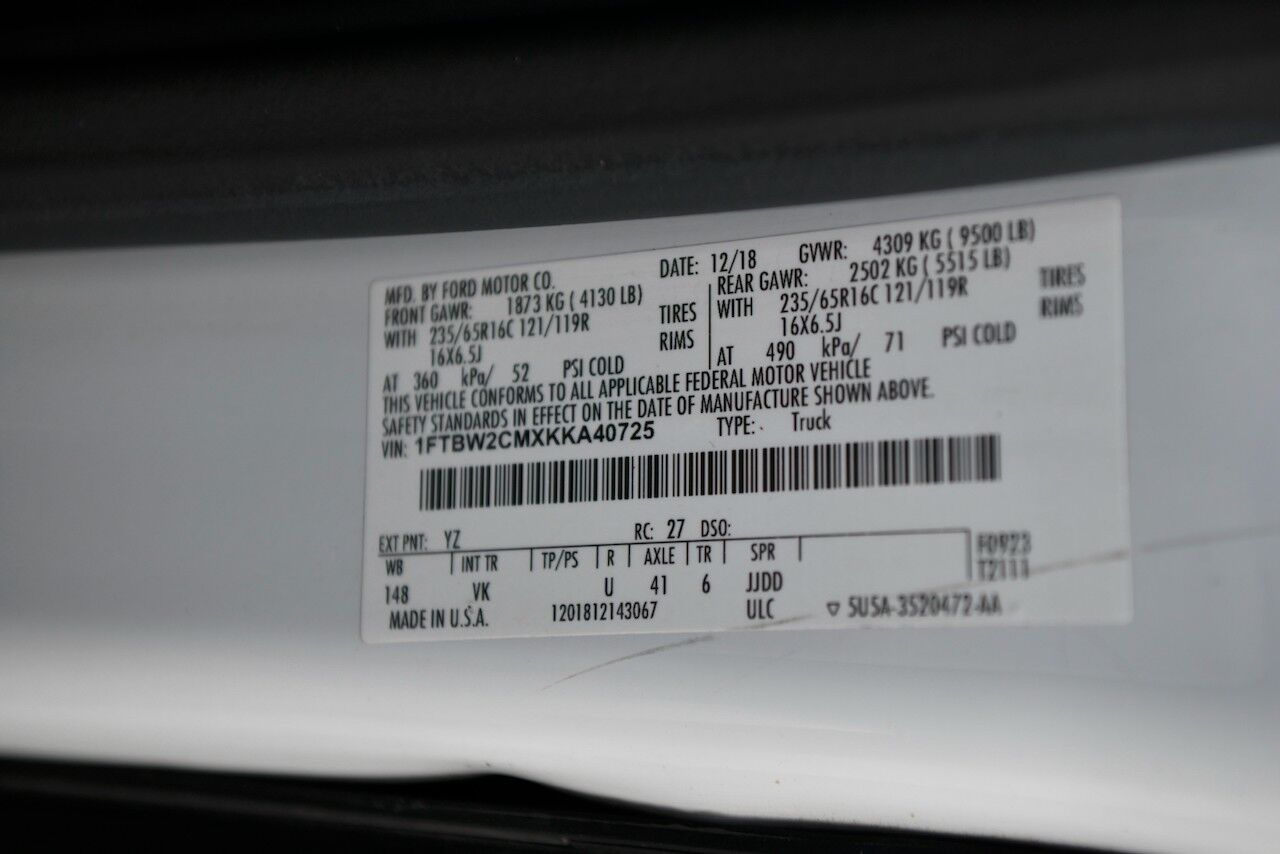 MFD. BY FORD MOTOR CO. DATE: 12/18 GVWR: 4309 KG ( 9500 LB)
FRONT GAWR: 1873 KG ( 4130 LB) REAR GAWR: 2502 KG ( 5515 LB)
WITH 235/65R16C 121/119R TIRES WITH 235/65R16C 121/119R TIRES
16X6.5J RIMS 16X6.5J RIMS
AT 360 kPa/ 52 PSI COLD AT 490 kPa/ 71 PSI COLD
THIS VEHICLE CONFORMS TO ALL APPLICABLE FEDERAL MOTOR VEHICLE
SAFETY STANDARDS IN EFFECT ON THE DATE OF MANUFACTURE SHOWN ABOVE.
VIN: 1FTBW2CMXKKA40725 TYPE: Truck
EXT PNT: YZ RC: 27 DSO:
WB INT TR TP/PS R AXLE TR SPR F0923
148 VK U 41 6 JJDD T2111
MADE IN U.S.A. 1201812143067 ULC ▽ 5U5A-3520472-AA